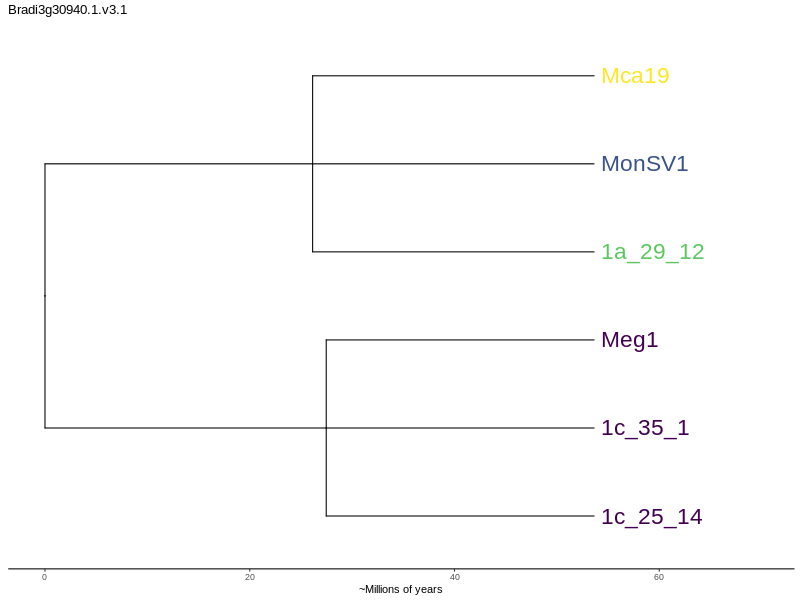 Bradi3g30940.1.v3.1
Mca19
MonSV1
1a_29_12
Meg1
1c_35_1
1c_25_14
0 20 40 60
~Millions of years